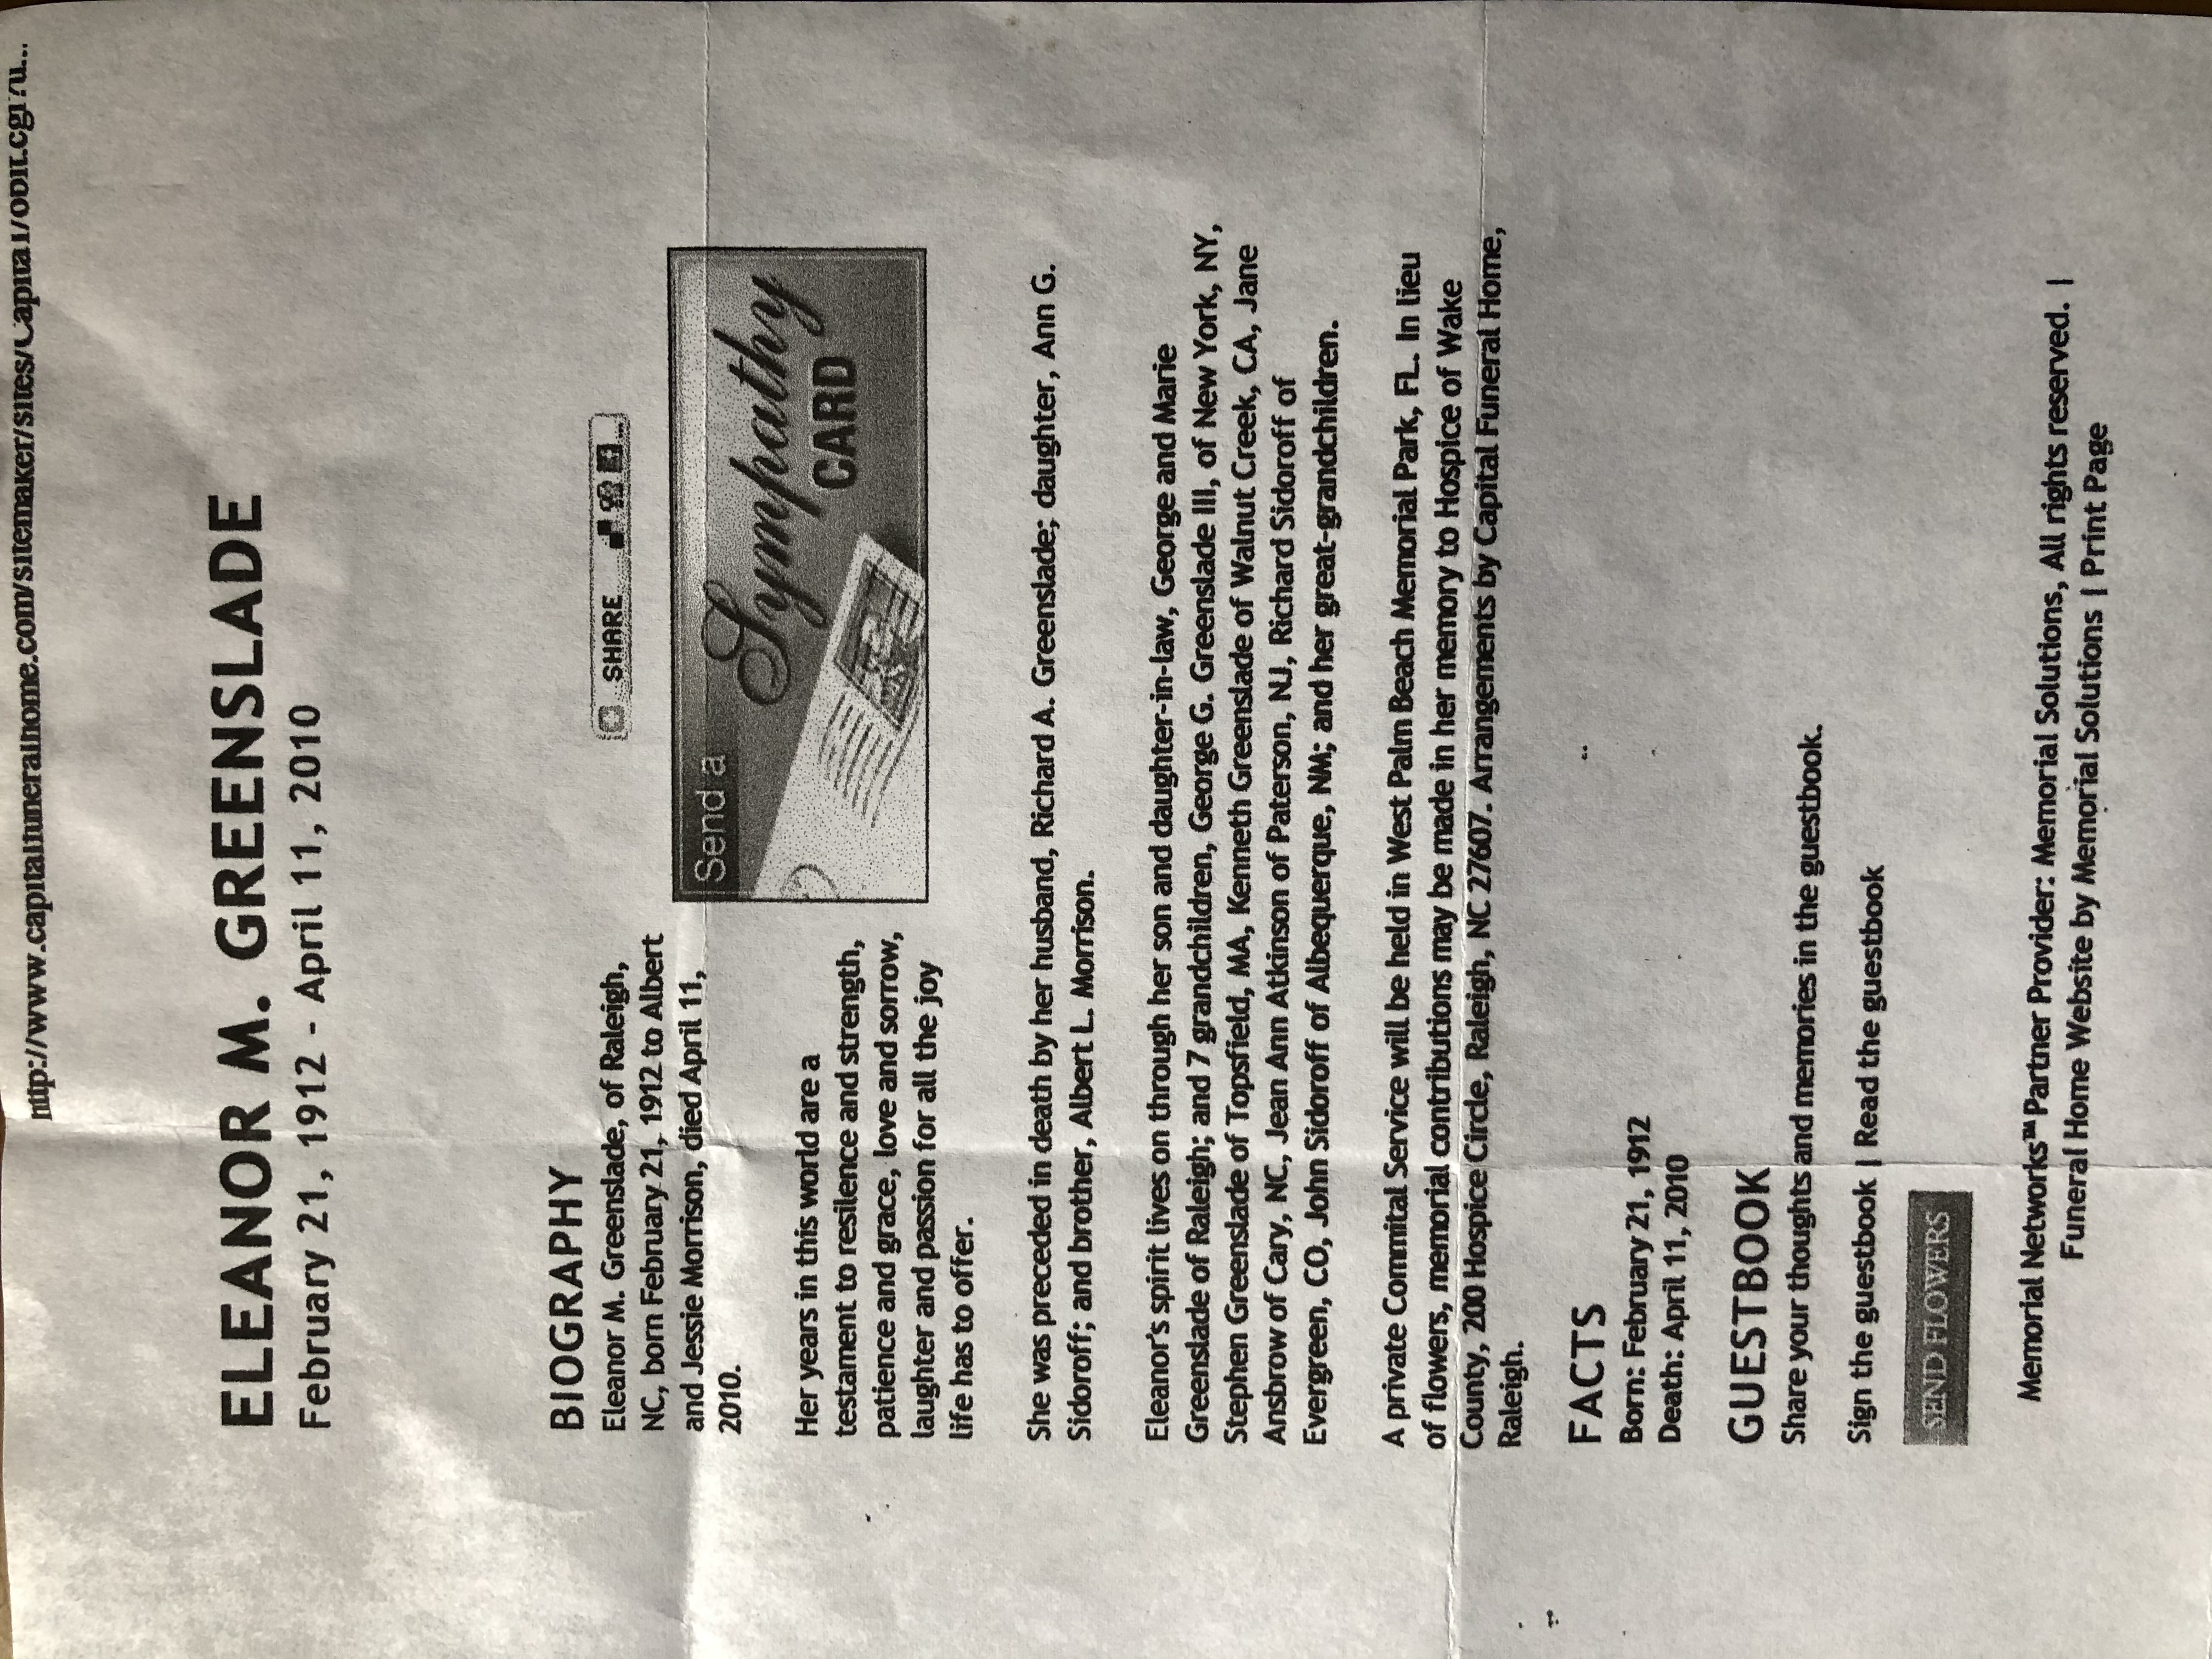 http://www.capitalfuneralhome.com/sitemaker/sites/Capita1/obit.cgi?u...
ELEANOR M. GREENSLADE
February 21, 1912 - April 11, 2010
BIOGRAPHY
Eleanor M. Greenslade, of Raleigh,
NC, born February 21, 1912 to Albert
and Jessie Morrison, died April 11,
2010.
Her years in this world are a
testament to resilence and strength,
patience and grace, love and sorrow,
laughter and passion for all the joy
life has to offer.
SHARE
Send a
Sympathy
CARD
She was preceded in death by her husband, Richard A. Greenslade; daughter, Ann G.
Sidoroff; and brother, Albert L. Morrison.
Eleanor's spirit lives on through her son and daughter-in-law, George and Marie
Greenslade of Raleigh; and 7 grandchildren, George G. Greenslade III, of New York, NY,
Stephen Greenslade of Topsfield, MA, Kenneth Greenslade of Walnut Creek, CA, Jane
Ansbrow of Cary, NC, Jean Ann Atkinson of Paterson, NJ, Richard Sidoroff of
Evergreen, CO, John Sidoroff of Albequerque, NM; and her great-grandchildren.
A private Commital Service will be held in West Palm Beach Memorial Park, FL. In lieu
of flowers, memorial contributions may be made in her memory to Hospice of Wake
County, 200 Hospice Circle, Raleigh, NC 27607. Arrangements by Capital Funeral Home,
Raleigh.
FACTS
Born: February 21, 1912
Death: April 11, 2010
GUESTBOOK
Share your thoughts and memories in the guestbook.
Sign the guestbook | Read the guestbook
SEND FLOWERS
Memorial Networks™ Partner Provider: Memorial Solutions, All rights reserved. |
Funeral Home Website by Memorial Solutions | Print Page